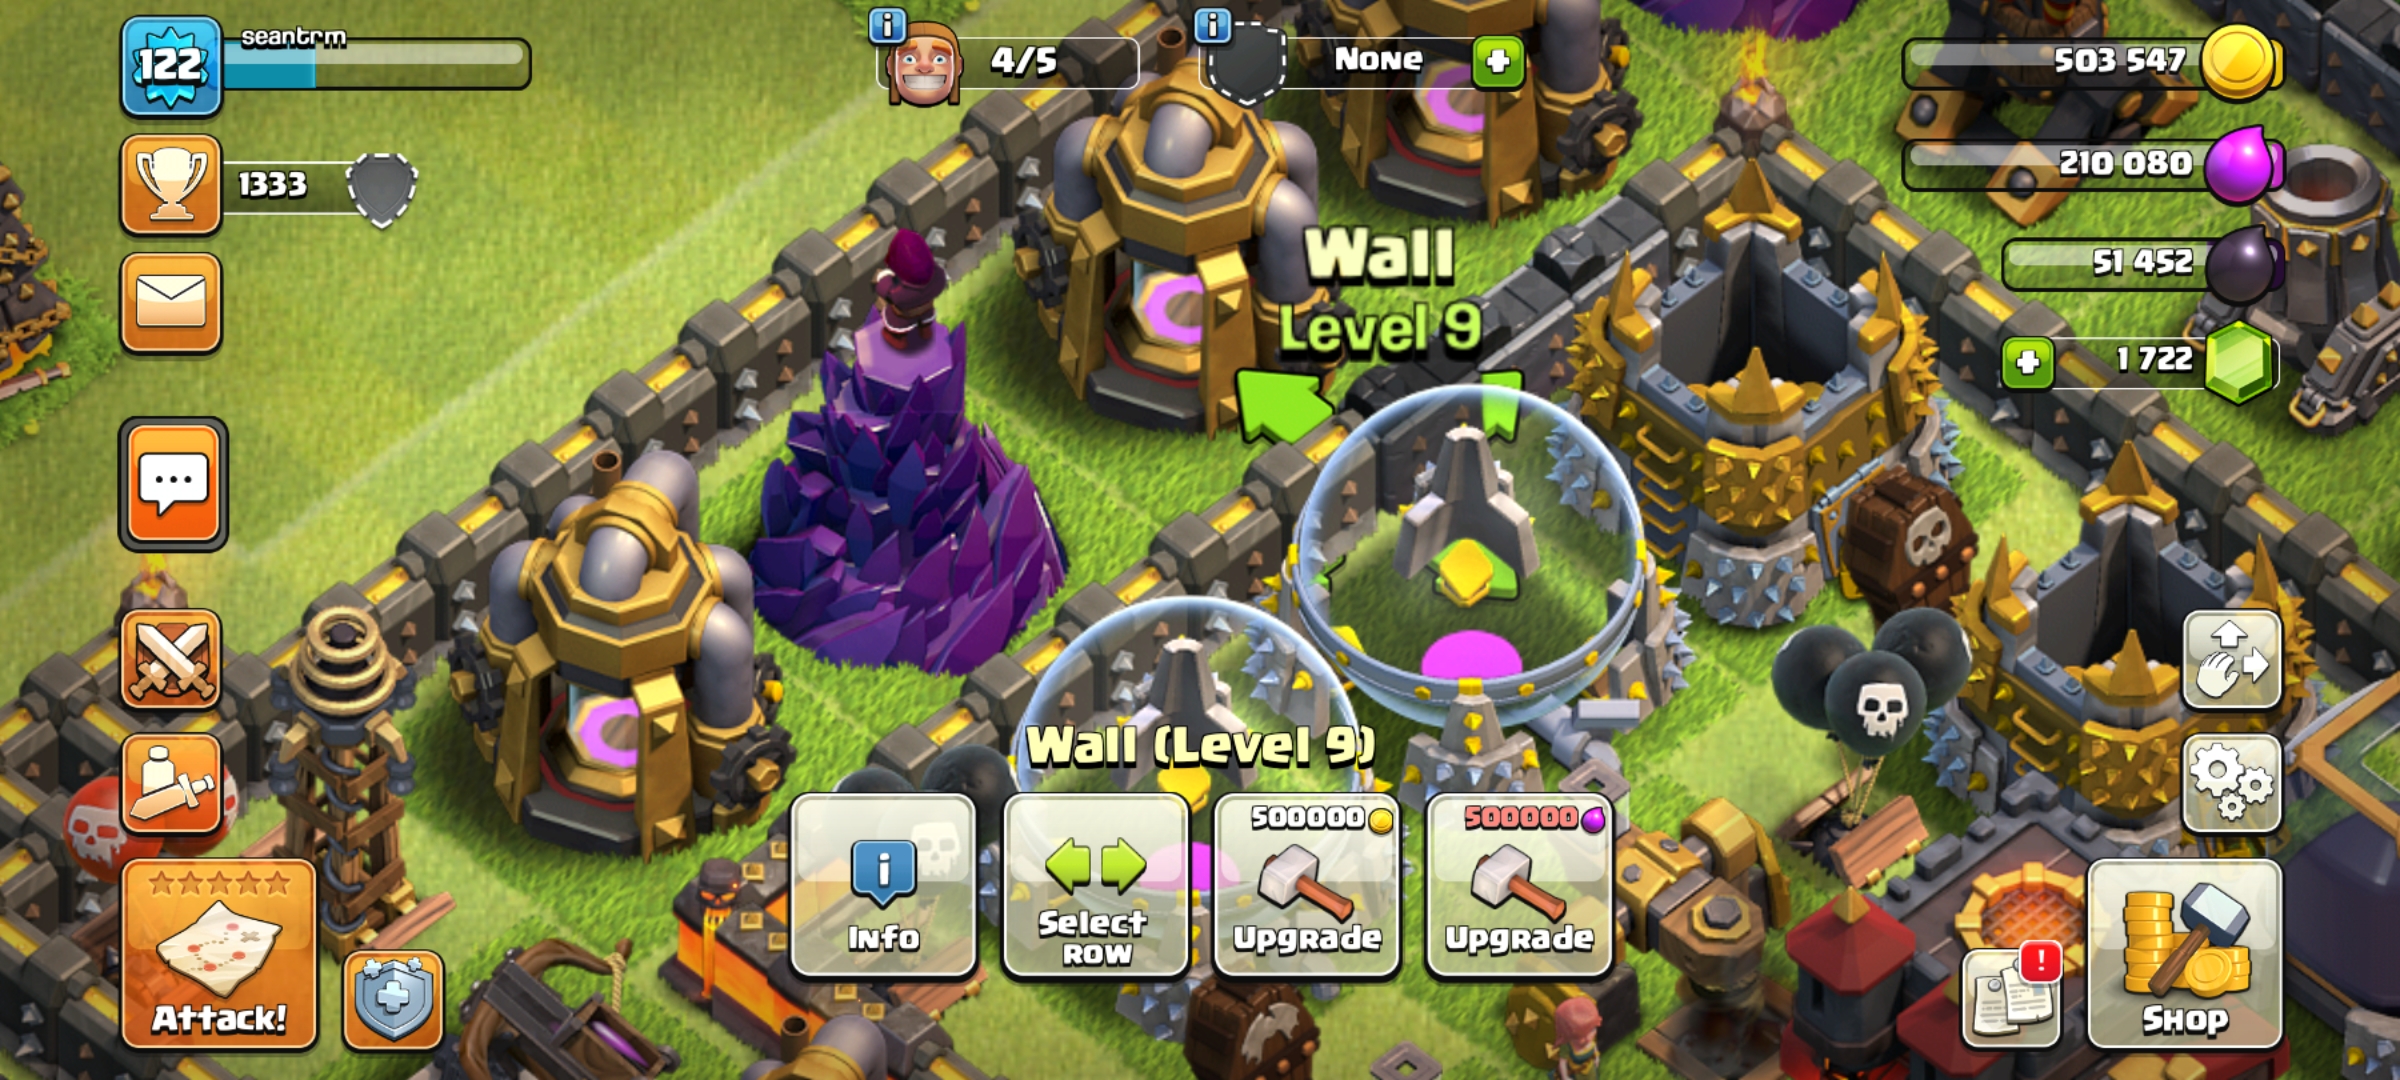 122
seantrm
4/5
None
503 547
1333
210 080
51 452
1 722
Wall
Level 9
Wall (Level 9)
Info
Select
Row
500000
Upgrade
500000
Upgrade
Attack!
!
Shop